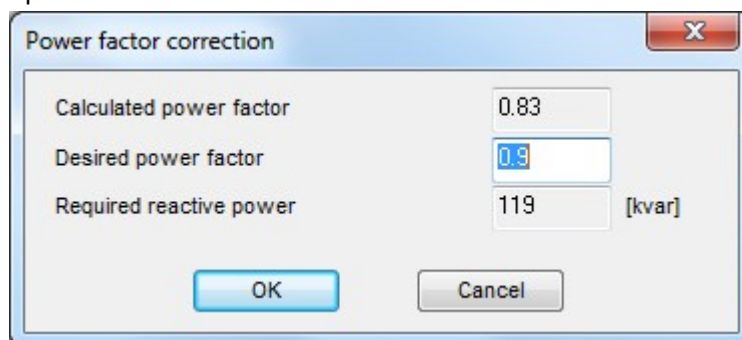 Power factor correction
Calculated power factor 0.83
Desired power factor 0.9
Required reactive power 119 [kvar]
OK Cancel